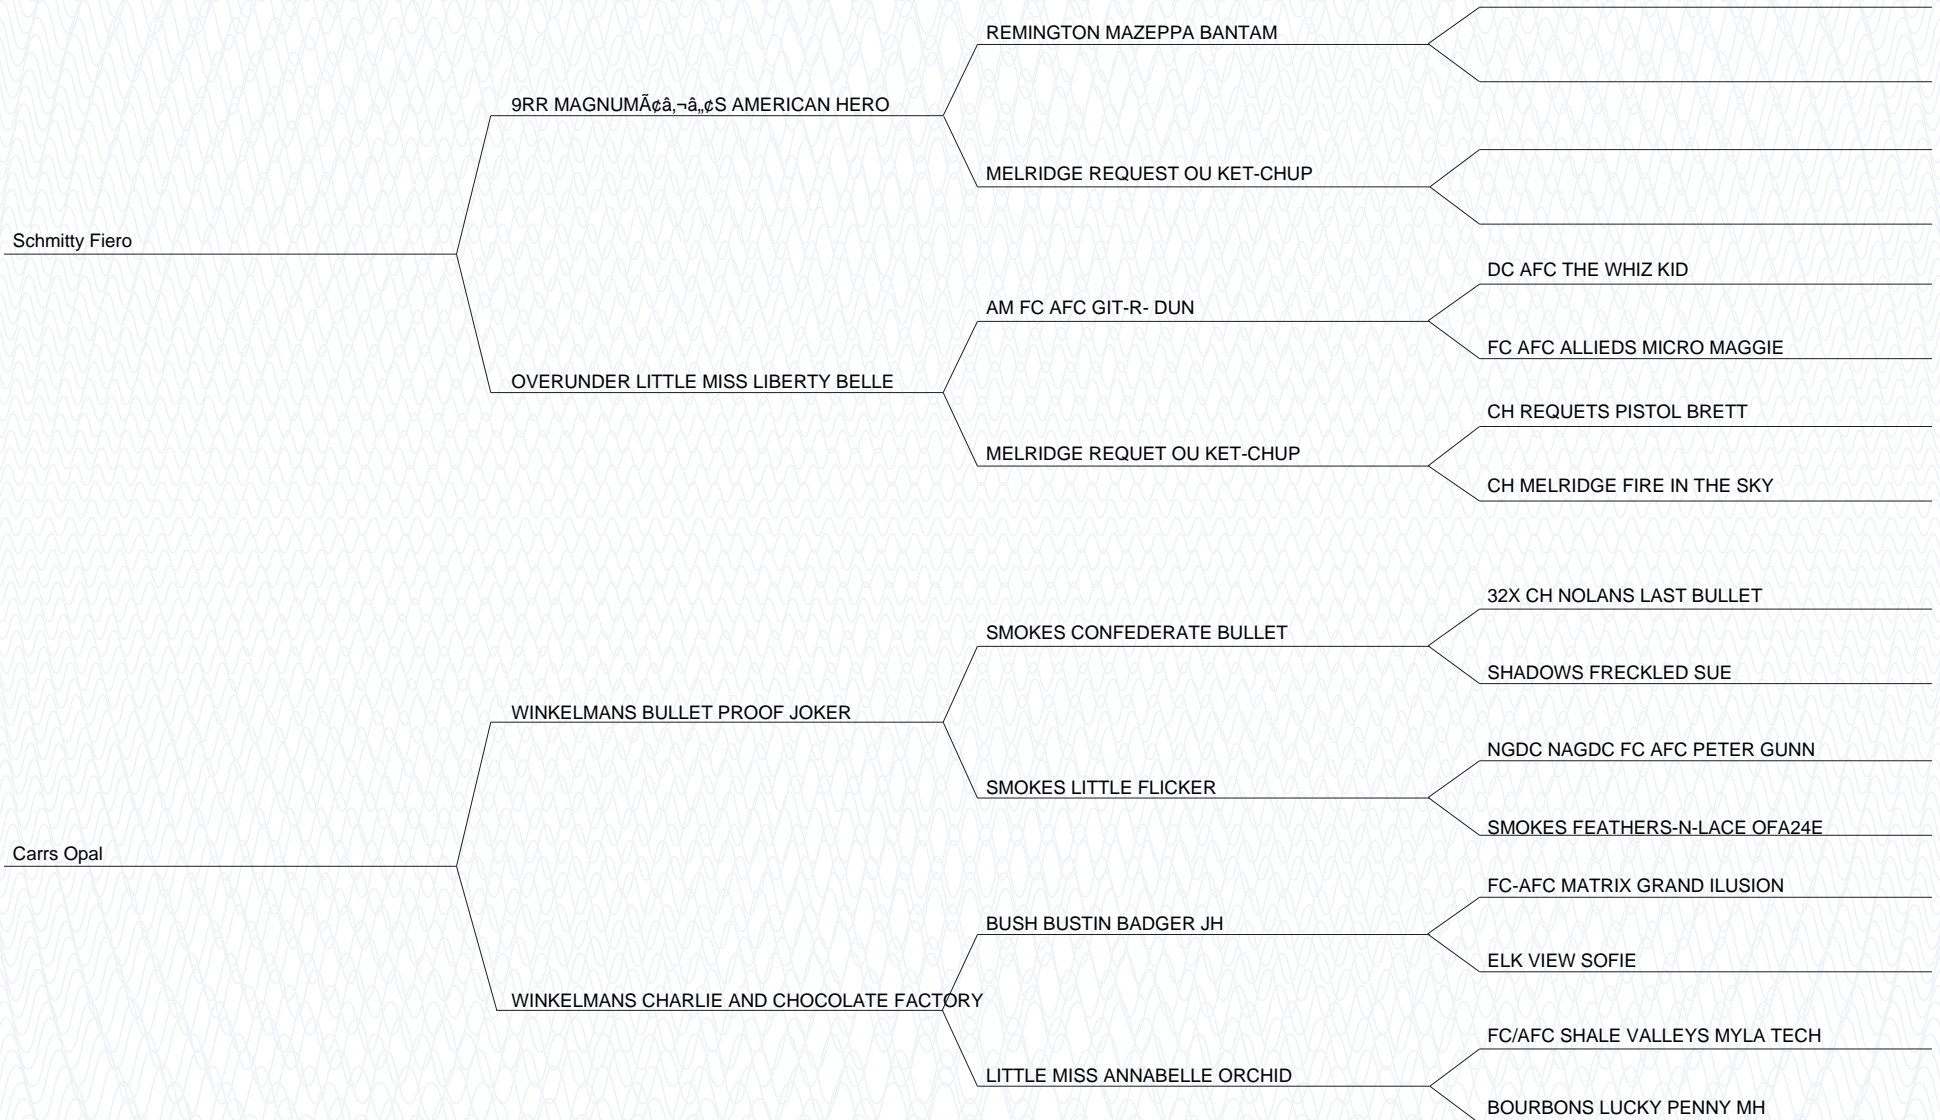 REMINGTON MAZEPPA BANTAM
9RR MAGNUMÃ¢â‚¬â„¢S AMERICAN HERO
MELRIDGE REQUEST OU KET-CHUP
Schmitty Fiero
DC AFC THE WHIZ KID
AM FC AFC GIT-R- DUN
FC AFC ALLIEDS MICRO MAGGIE
OVERUNDER LITTLE MISS LIBERTY BELLE
CH REQUETS PISTOL BRETT
MELRIDGE REQUET OU KET-CHUP
CH MELRIDGE FIRE IN THE SKY
32X CH NOLANS LAST BULLET
SMOKES CONFEDERATE BULLET
SHADOWS FRECKLED SUE
WINKELMANS BULLET PROOF JOKER
NGDC NAGDC FC AFC PETER GUNN
SMOKES LITTLE FLICKER
SMOKES FEATHERS-N-LACE OFA24E
Carrs Opal
FC-AFC MATRIX GRAND ILUSION
BUSH BUSTIN BADGER JH
ELK VIEW SOFIE
WINKELMANS CHARLIE AND CHOCOLATE FACTORY
FC/AFC SHALE VALLEYS MYLA TECH
LITTLE MISS ANNABELLE ORCHID
BOURBONS LUCKY PENNY MH